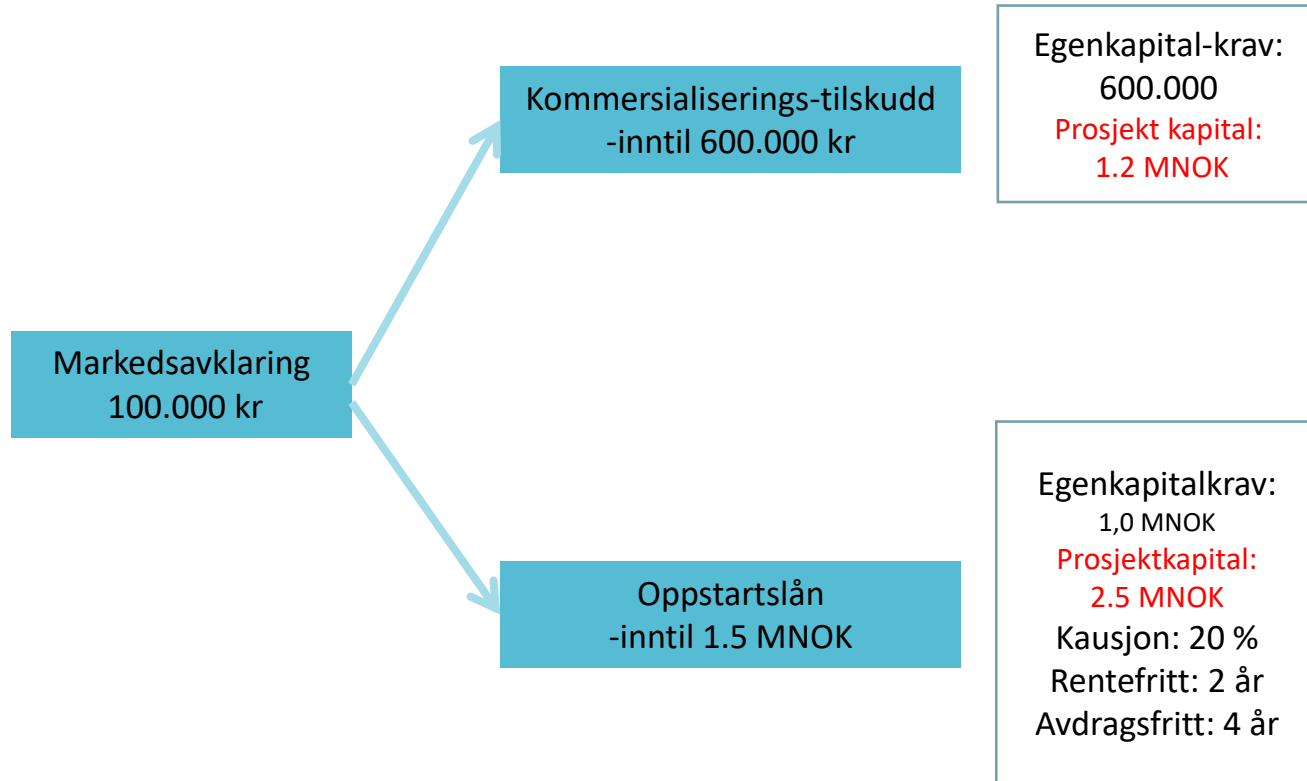 Egenkapital-krav:
600.000
Prosjekt kapital:
1.2 MNOK
Kommersialiserings-tilskudd
-inntil 600.000 kr
Markedsavklaring
100.000 kr
Egenkapitalkrav:
1,0 MNOK
Prosjektkapital:
2.5 MNOK
Kausjon: 20 %
Rentefritt: 2 år
Avdragsfritt: 4 år
Oppstartslån
-inntil 1.5 MNOK